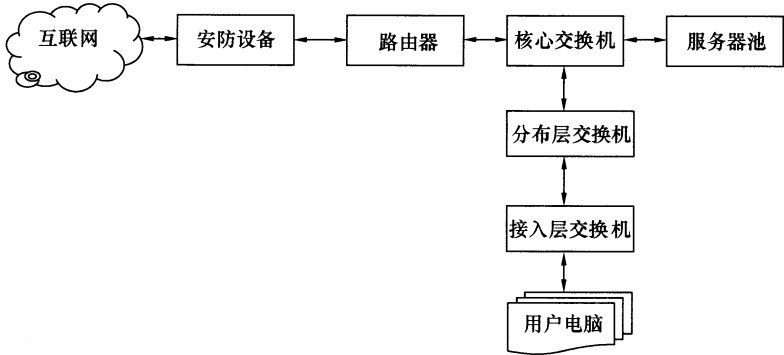 互联网
安防设备
路由器
核心交换机
服务器池
分布层交换机
接入层交换机
用户电脑